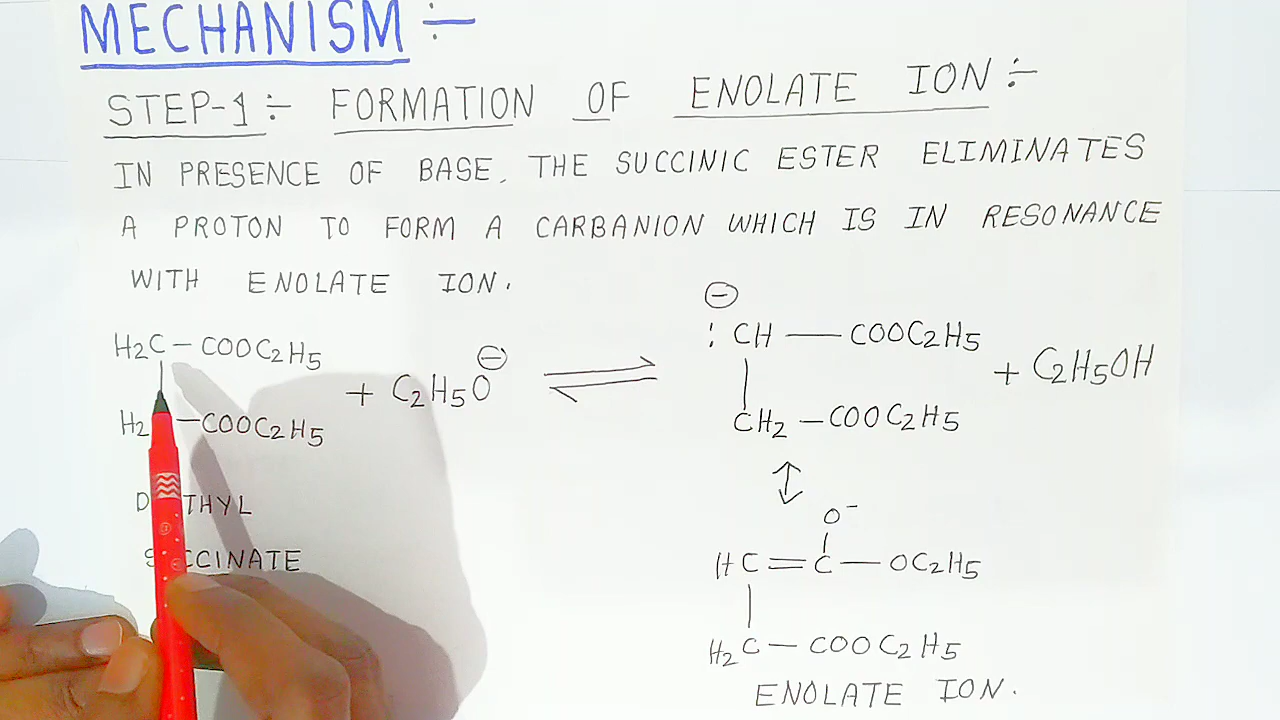 MECHANISM :-
STEP-1 :- FORMATION OF ENOLATE ION :-
IN PRESENCE OF BASE, THE SUCCINIC ESTER ELIMINATES
A PROTON TO FORM A CARBANION WHICH IS IN RESONANCE
WITH ENOLATE ION.
H2C – COOC2H5
H2 – COOC2H5
+ C2H5O⊖ ⇌
⊖
:CH — COOC2H5
CH2 – COOC2H5
+ C2H5OH
↕
O⁻
HC = C — OC2H5
H2C – COOC2H5
ENOLATE ION.